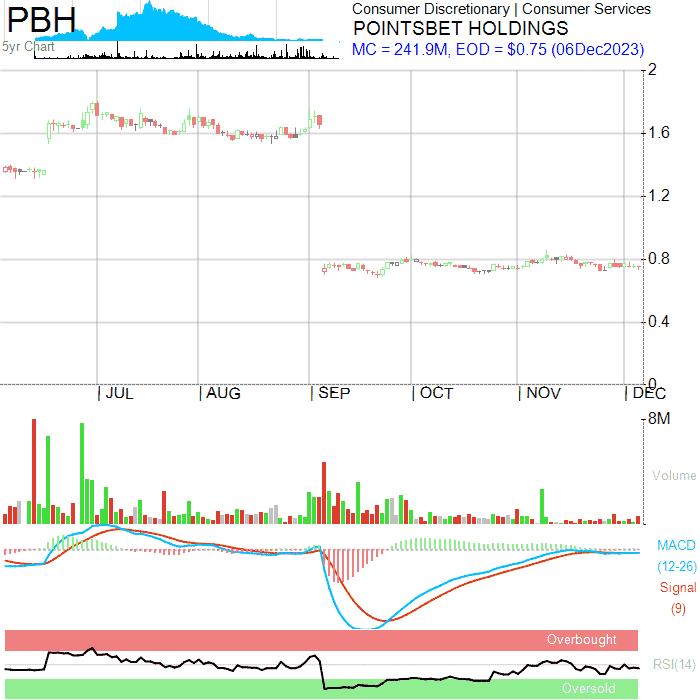 PBH
Consumer Discretionary | Consumer Services
POINTSBET HOLDINGS
MC = 241.9M, EOD = $0.75 (06Dec2023)
5yr Chart
2
1.6
1.2
0.8
0.4
0
| JUL | AUG | SEP | OCT | NOV | DEC
8M
Volume
MACD
(12-26)
Signal
(9)
Overbought
RSI(14)
Oversold